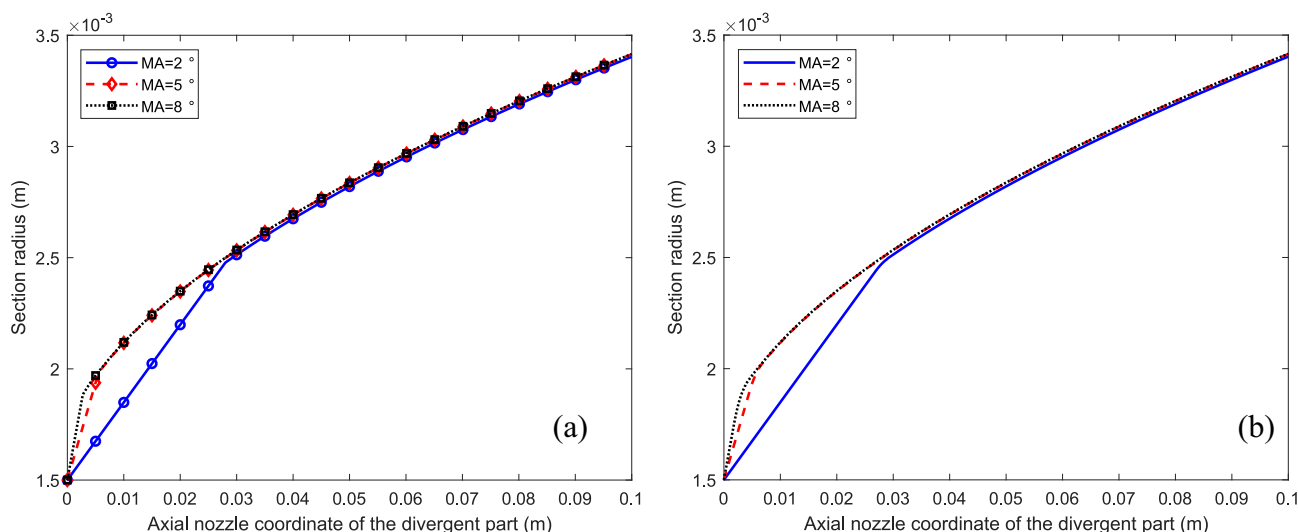 ×10⁻³
3.5
3
2.5
2
1.5
Section radius (m)
MA=2 °
MA=5 °
MA=8 °
(a)
0 0.01 0.02 0.03 0.04 0.05 0.06 0.07 0.08 0.09 0.1
Axial nozzle coordinate of the divergent part (m)
×10⁻³
3.5
3
2.5
2
1.5
Section radius (m)
MA=2 °
MA=5 °
MA=8 °
(b)
0 0.01 0.02 0.03 0.04 0.05 0.06 0.07 0.08 0.09 0.1
Axial nozzle coordinate of the divergent part (m)